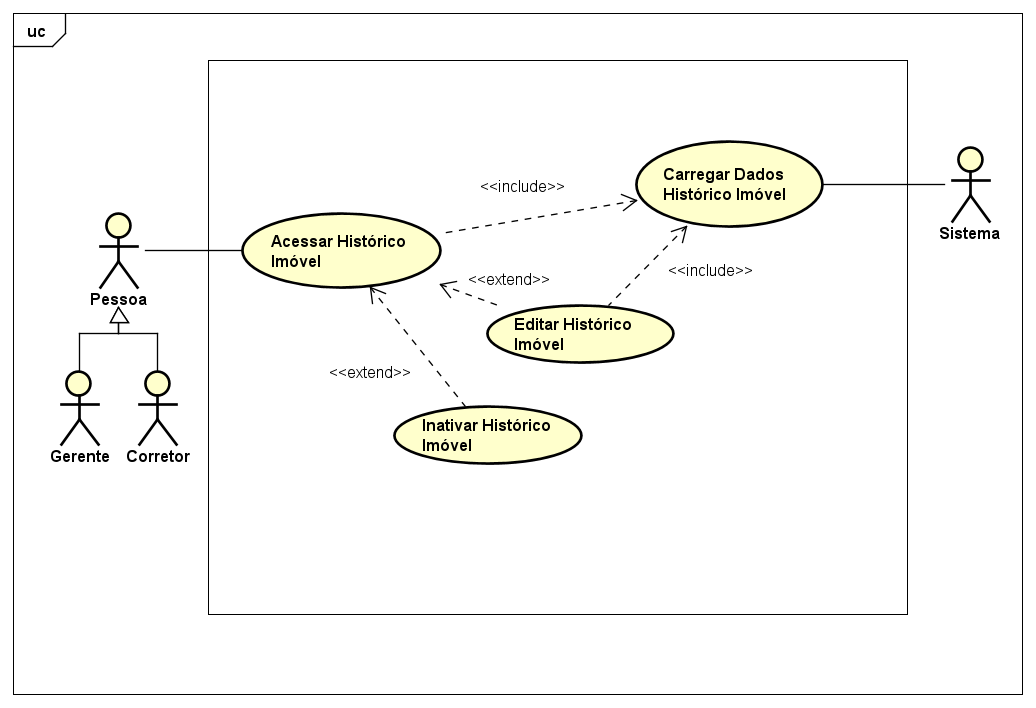 uc
Carregar Dados
Histórico Imóvel
<<include>>
Sistema
Acessar Histórico
Imóvel
<<include>>
<<extend>>
Pessoa
Editar Histórico
Imóvel
<<extend>>
Inativar Histórico
Imóvel
Gerente
Corretor